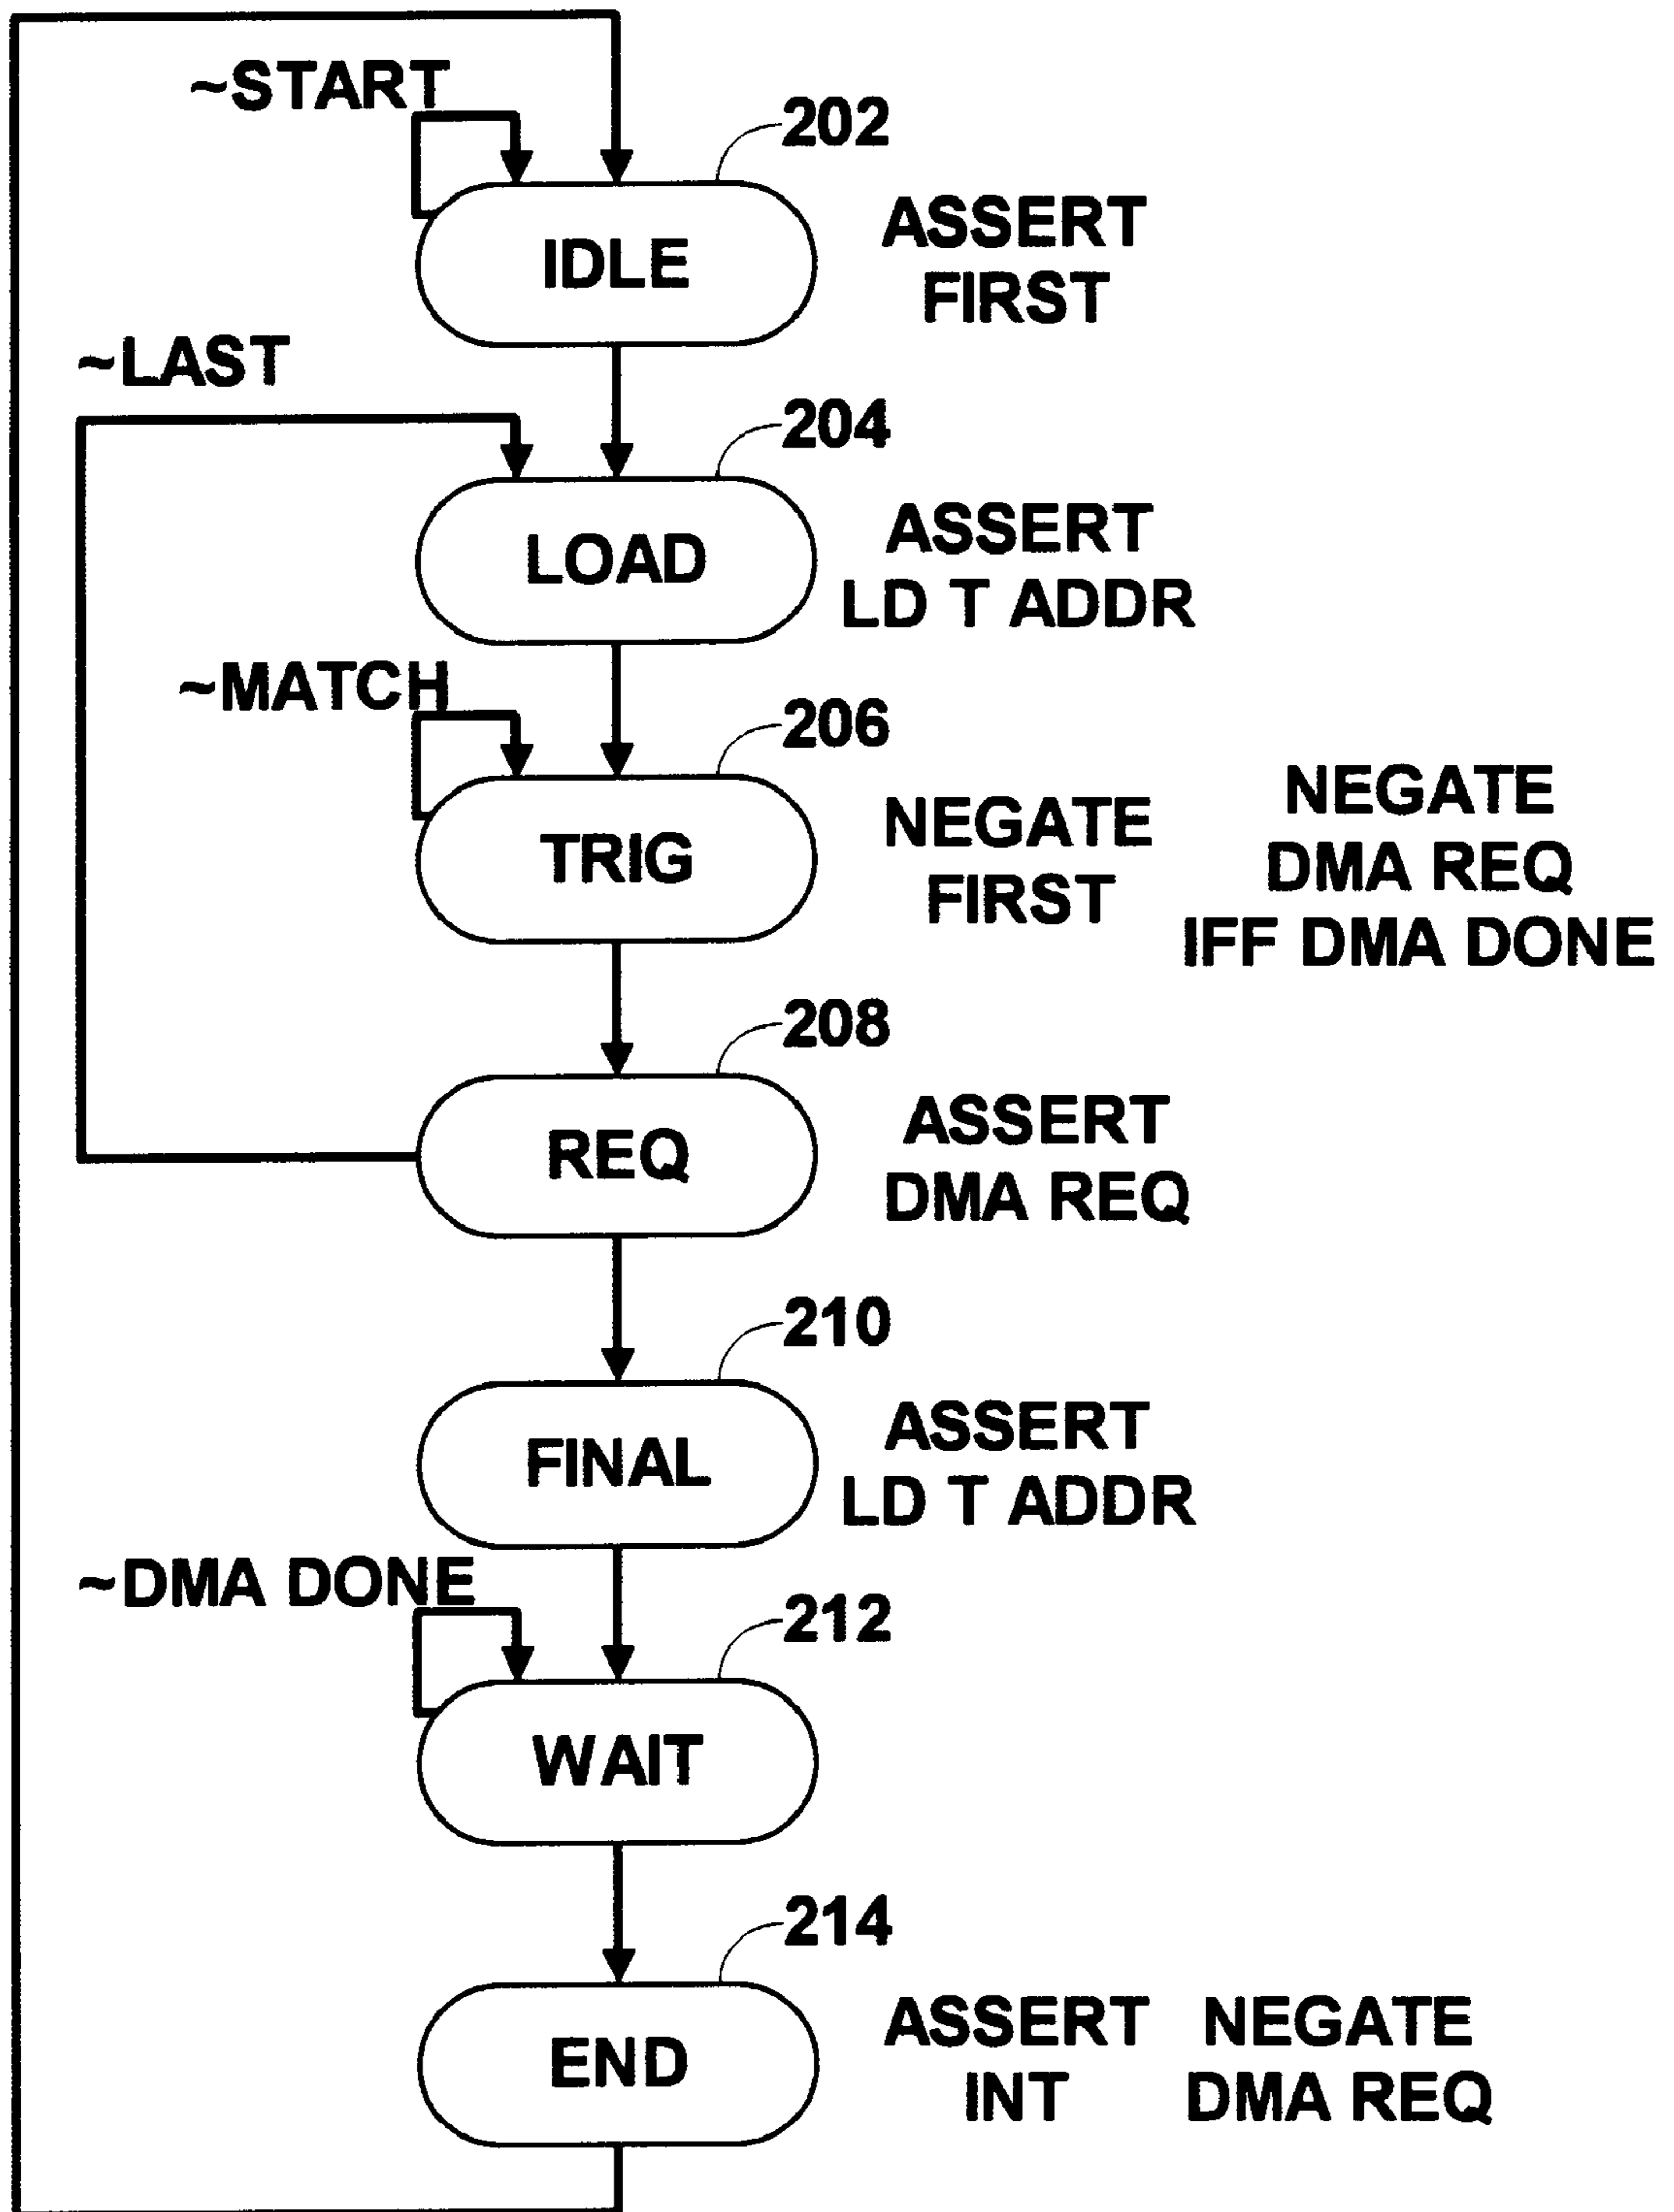 ~START
202
IDLE
ASSERT
FIRST
~LAST
204
LOAD
ASSERT
LD T ADDR
~MATCH
206
TRIG
NEGATE
FIRST
NEGATE
DMA REQ
IFF DMA DONE
208
REQ
ASSERT
DMA REQ
210
FINAL
ASSERT
LD T ADDR
~DMA DONE
212
WAIT
214
END
ASSERT
INT
NEGATE
DMA REQ